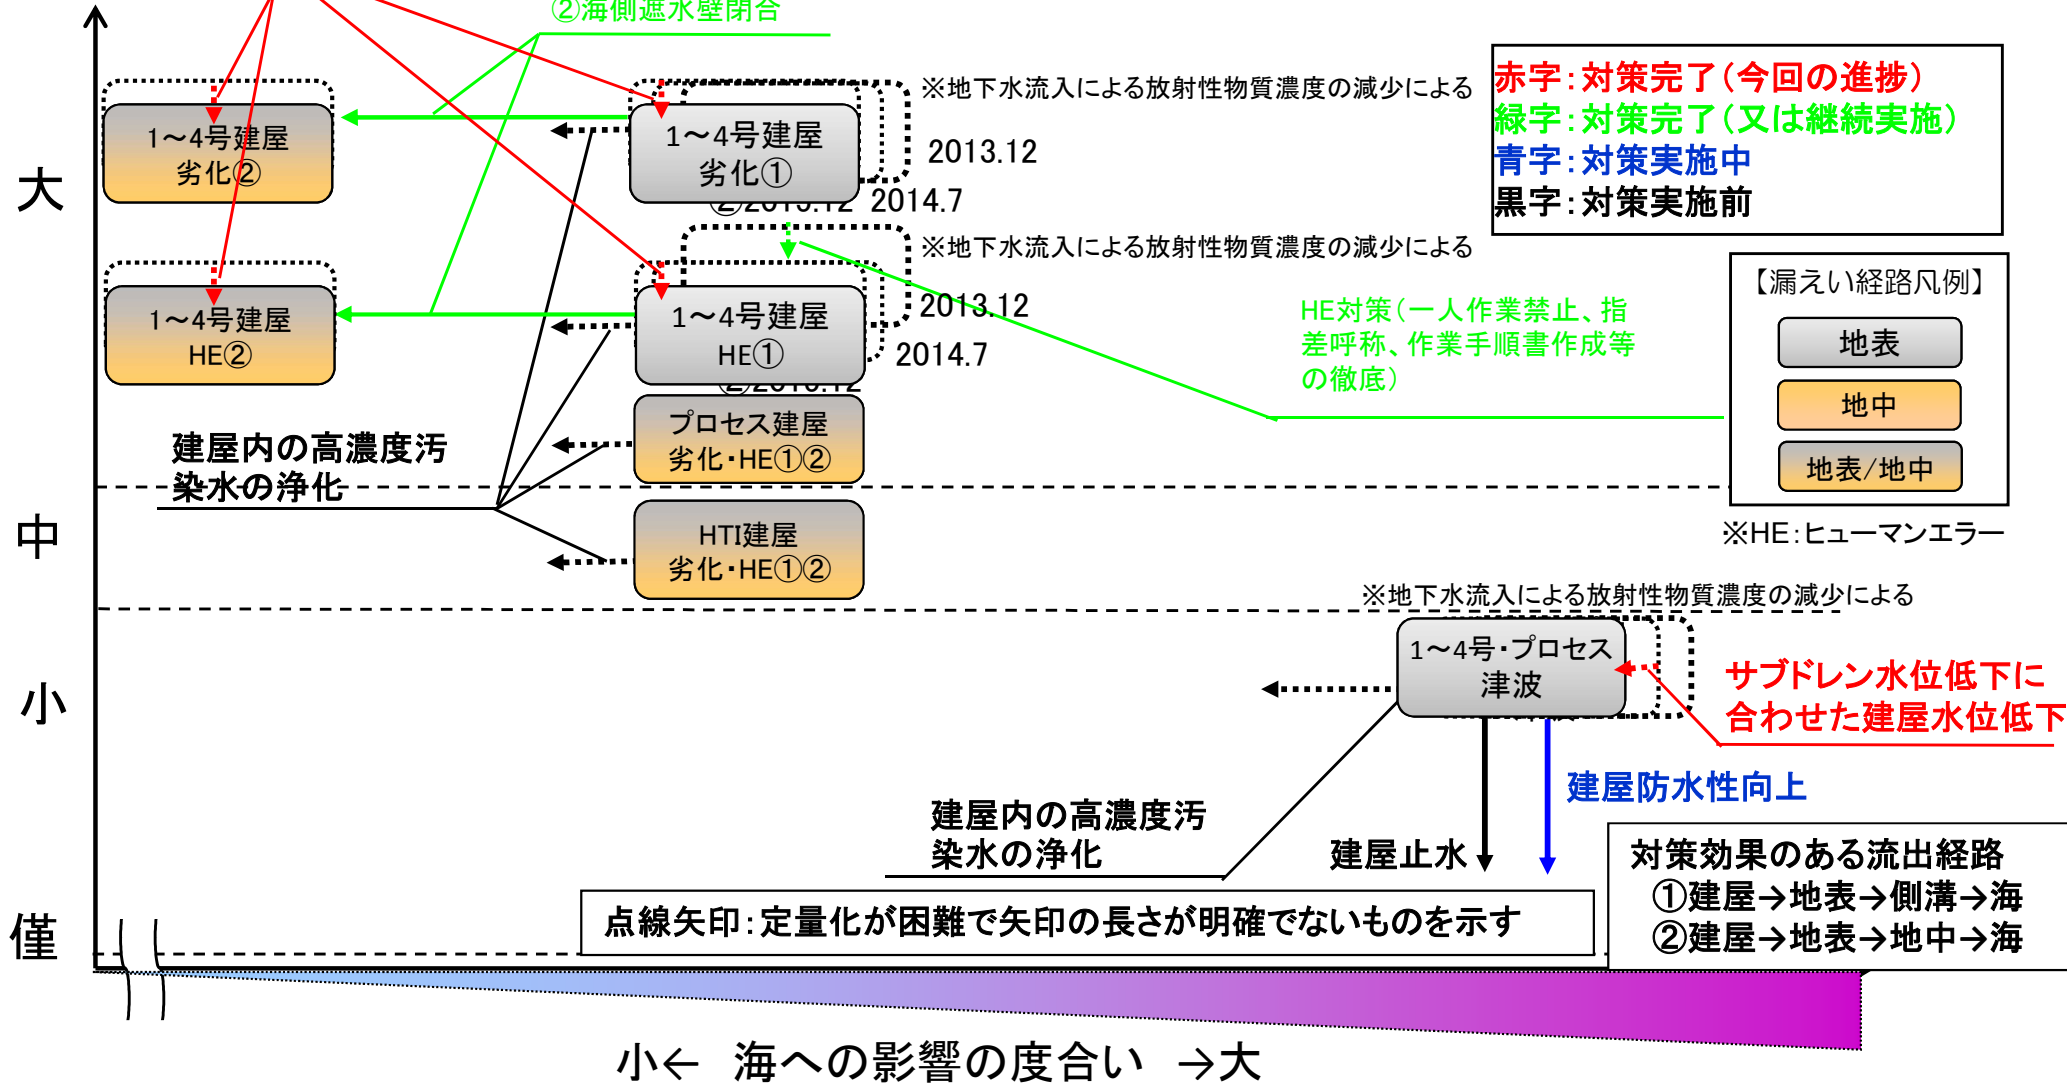 ②海側遮水壁閉合
※地下水流入による放射性物質濃度の減少による
赤字：対策完了（今回の進捗）
緑字：対策完了（又は継続実施）
青字：対策実施中
黒字：対策実施前
大
1～4号建屋
劣化②
1～4号建屋
劣化①
2013.12
2014.7
※地下水流入による放射性物質濃度の減少による
1～4号建屋
HE②
1～4号建屋
HE①
2013.12
2014.7
HE対策（一人作業禁止、指
差呼称、作業手順書作成等
の徹底）
【漏えい経路凡例】
地表
地中
地表/地中
※HE：ヒューマンエラー
プロセス建屋
劣化・HE①②
建屋内の高濃度汚
染水の浄化
中
HTI建屋
劣化・HE①②
※地下水流入による放射性物質濃度の減少による
小
1～4号・プロセス
津波
サブドレン水位低下に
合わせた建屋水位低下
建屋防水性向上
建屋内の高濃度汚
染水の浄化
建屋止水
対策効果のある流出経路
①建屋→地表→側溝→海
②建屋→地表→地中→海
点線矢印：定量化が困難で矢印の長さが明確でないものを示す
僅
小← 海への影響の度合い →大